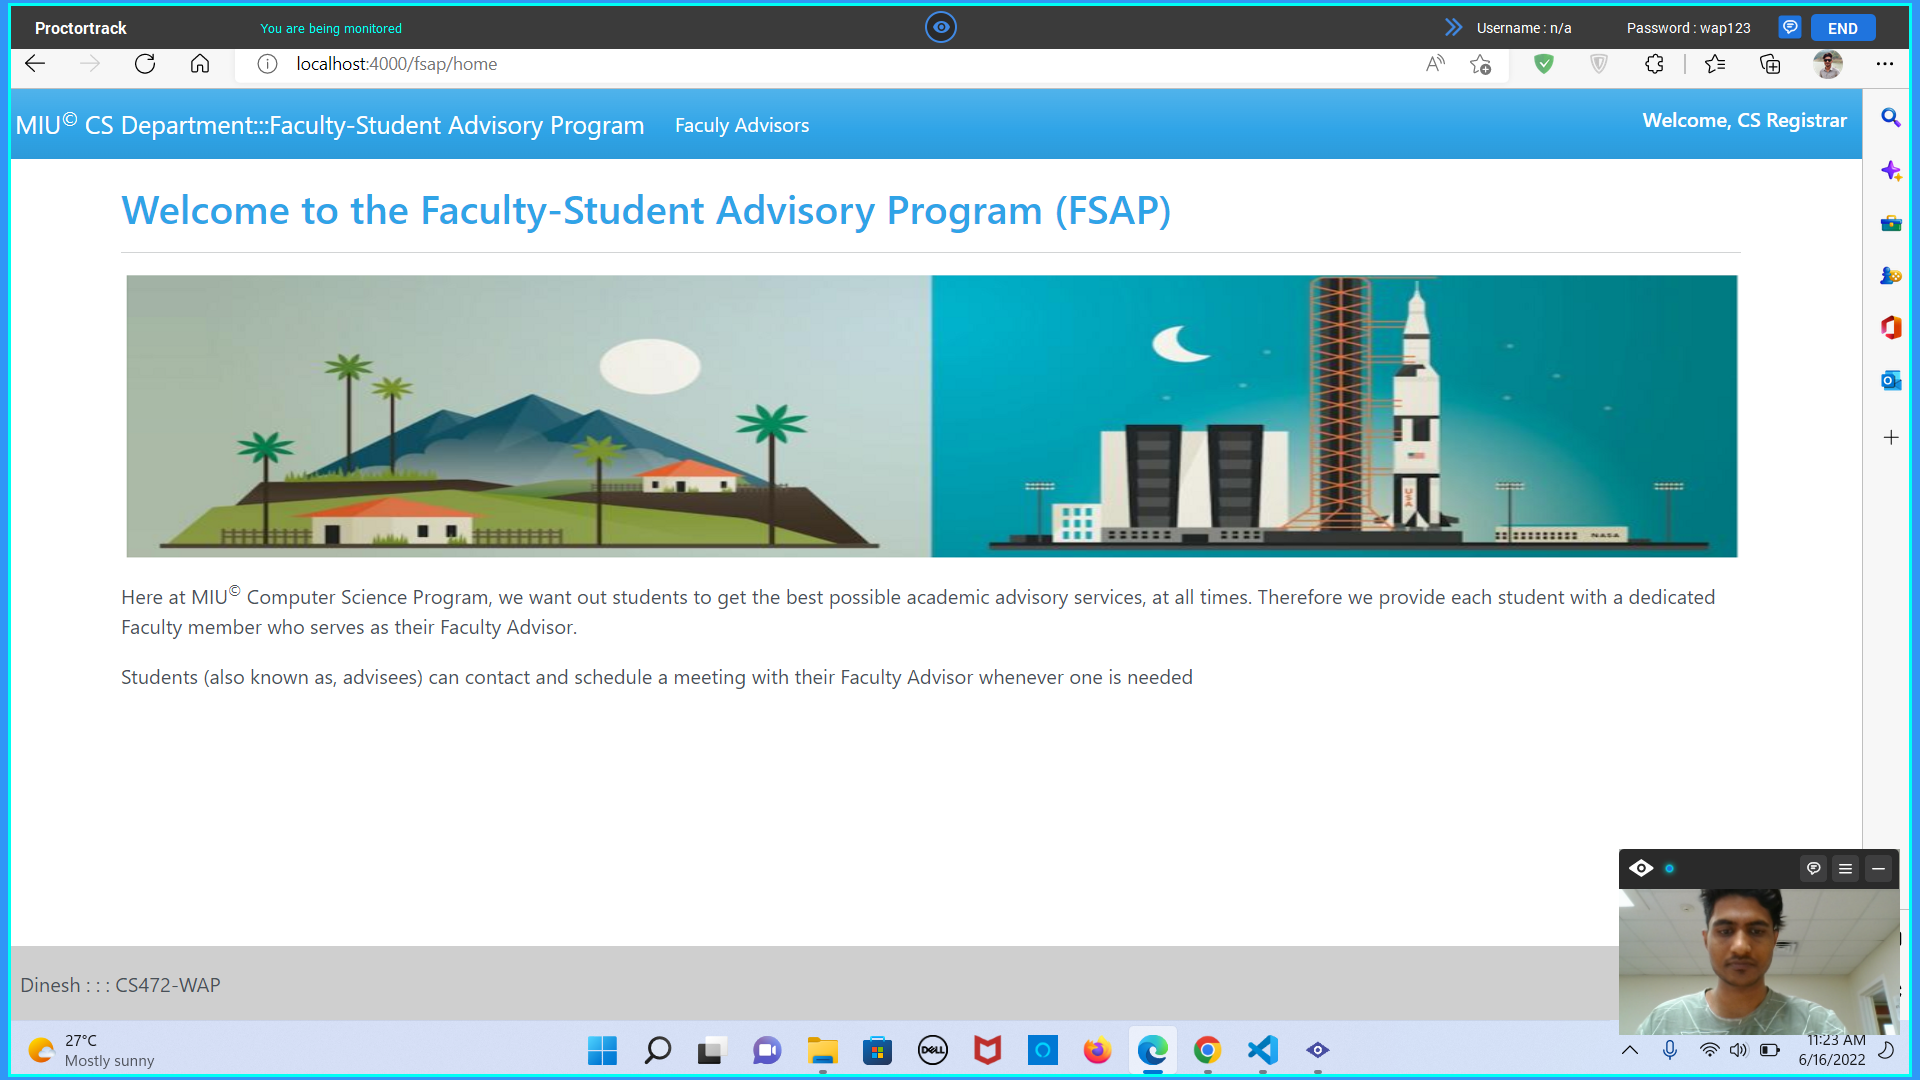 Proctortrack
You are being monitored
Username : n/a
Password : wap123
END
localhost:4000/fsap/home
MIU© CS Department:::Faculty-Student Advisory Program
Faculy Advisors
Welcome, CS Registrar
Welcome to the Faculty-Student Advisory Program (FSAP)
USA
NASA
Here at MIU© Computer Science Program, we want out students to get the best possible academic advisory services, at all times. Therefore we provide each student with a dedicated
Faculty member who serves as their Faculty Advisor.
Students (also known as, advisees) can contact and schedule a meeting with their Faculty Advisor whenever one is needed
Dinesh : : : CS472-WAP
27°C
Mostly sunny
DELL
11:23 AM
6/16/2022